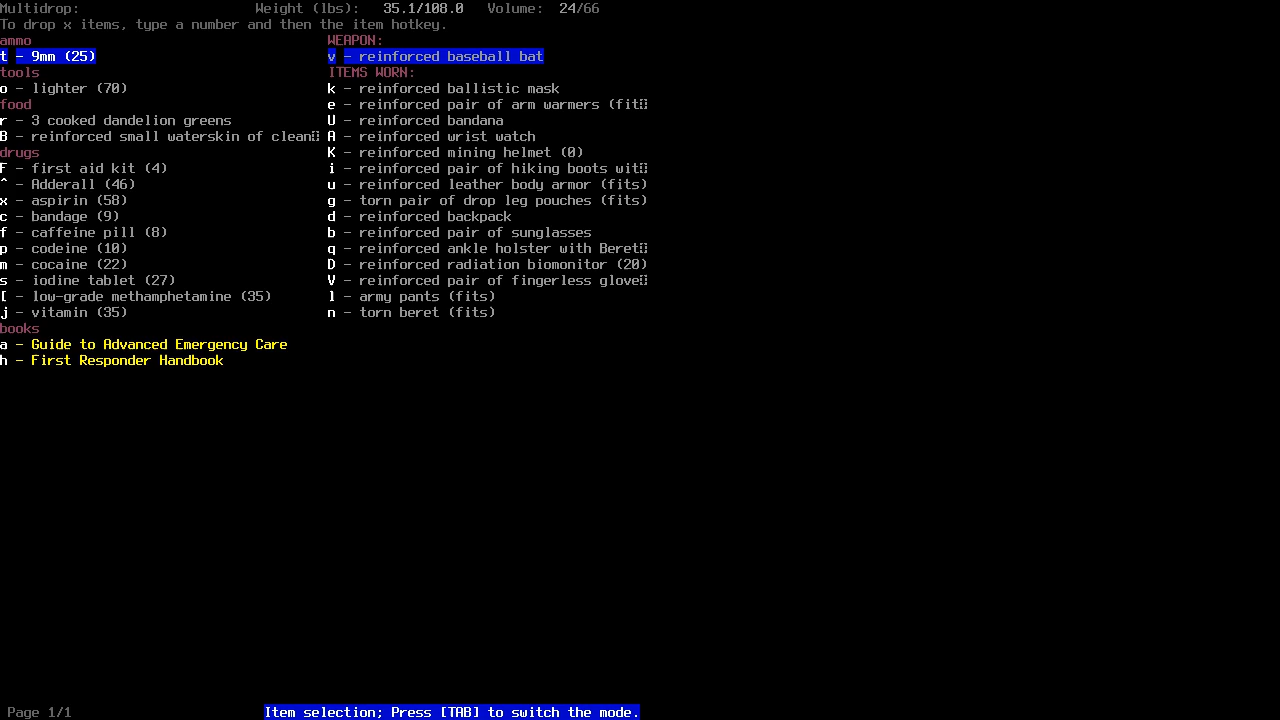 Multidrop: Weight (lbs): 35.1/108.0 Volume: 24/66
To drop x items, type a number and then the item hotkey.
ammo
t - 9mm (25)
tools
o - lighter (70)
food
r - 3 cooked dandelion greens
B - reinforced small waterskin of clean
drugs
F - first aid kit (4)
^ - Adderall (46)
x - aspirin (58)
c - bandage (9)
f - caffeine pill (8)
p - codeine (10)
m - cocaine (22)
s - iodine tablet (27)
[ - low-grade methamphetamine (35)
j - vitamin (35)
books
a - Guide to Advanced Emergency Care
h - First Responder Handbook
WEAPON:
v - reinforced baseball bat
ITEMS WORN:
k - reinforced ballistic mask
e - reinforced pair of arm warmers (fit
U - reinforced bandana
A - reinforced wrist watch
K - reinforced mining helmet (0)
i - reinforced pair of hiking boots wit
u - reinforced leather body armor (fits)
g - torn pair of drop leg pouches (fits)
d - reinforced backpack
b - reinforced pair of sunglasses
q - reinforced ankle holster with Beret
D - reinforced radiation biomonitor (20)
V - reinforced pair of fingerless glove
l - army pants (fits)
n - torn beret (fits)
Page 1/1 Item selection; Press [TAB] to switch the mode.